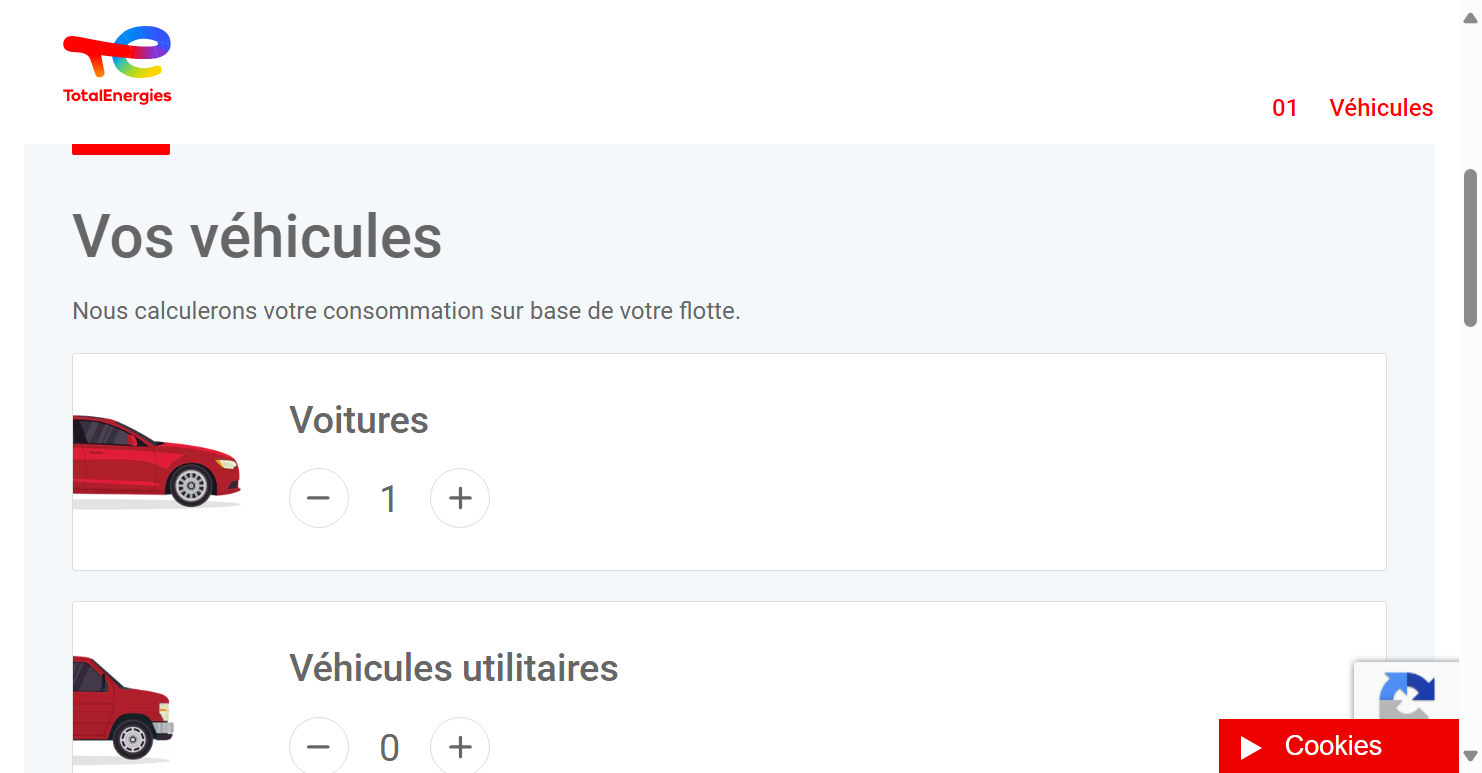 TotalEnergies
01 Véhicules
Vos véhicules
Nous calculerons votre consommation sur base de votre flotte.
Voitures
1
Véhicules utilitaires
0
Cookies